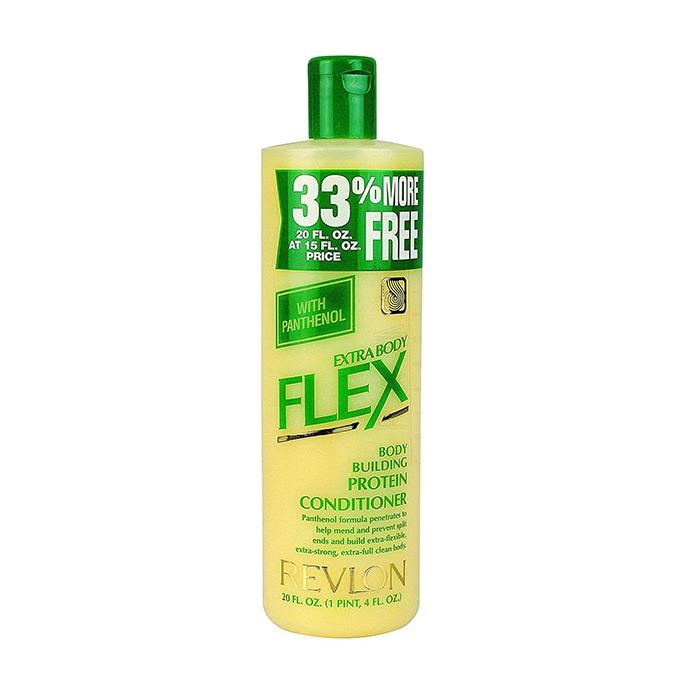 33% MORE
FREE
20 FL. OZ.
AT 15 FL. OZ.
PRICE
WITH
PANTHENOL
EXTRA BODY
FLEX
BODY
BUILDING
PROTEIN
CONDITIONER
Panthenol formula penetrates to
help mend and prevent split
ends and build extra-flexible,
extra-strong, extra-full clean body.
REVLON
20 FL. OZ. (1 PINT, 4 FL. OZ.)